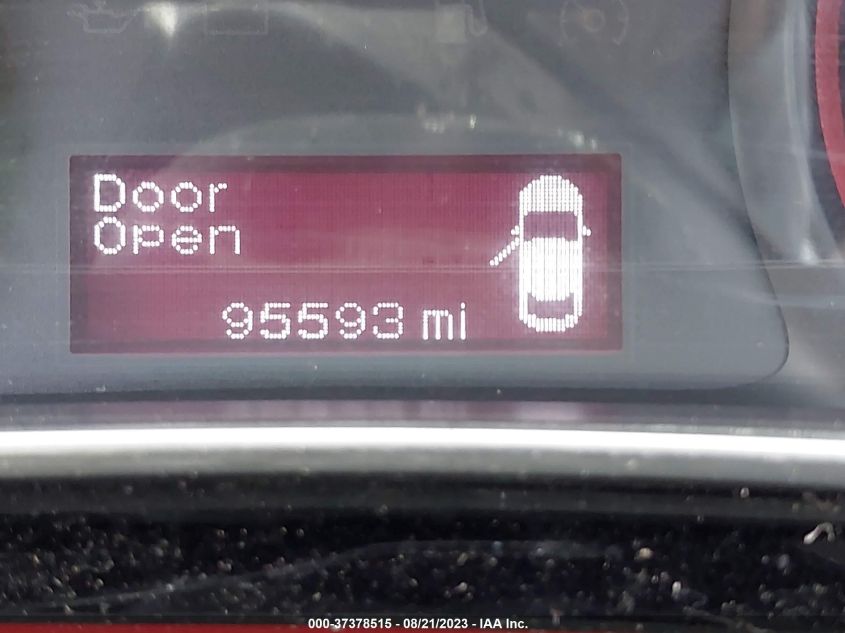 Door
Open
95593 mi
000-37378515 - 08/21/2023 - IAA Inc.